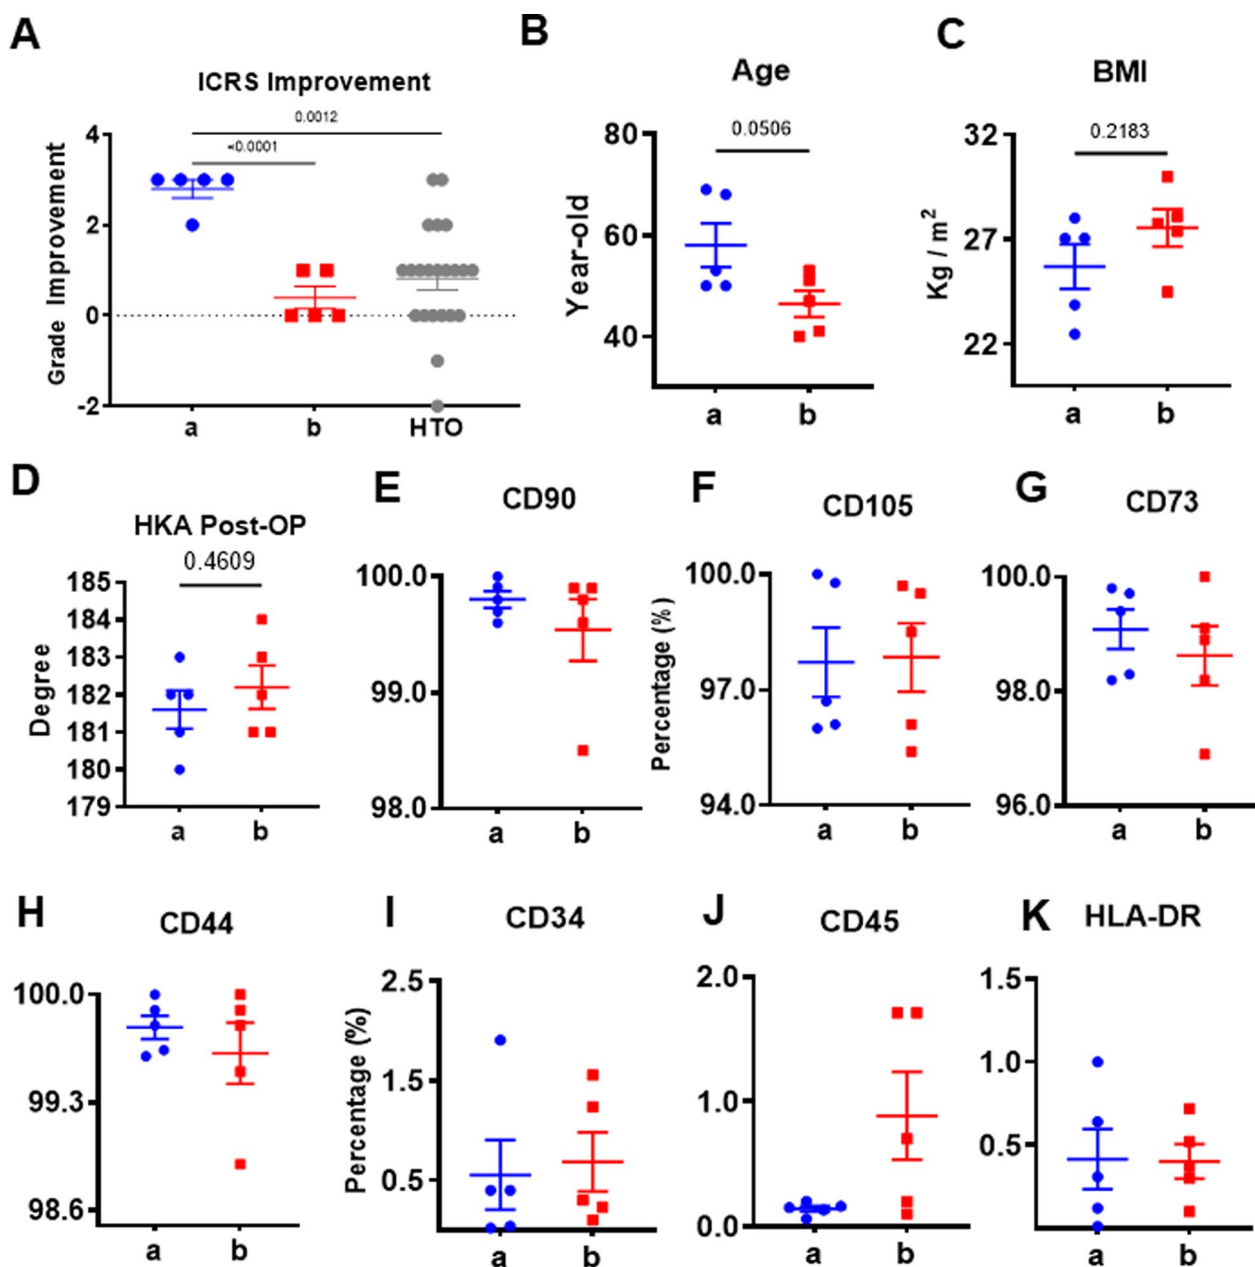 A
ICRS Improvement
0.0012
<0.0001
Grade Improvement
4
2
0
-2
a
b
HTO
B
Age
0.0506
Year-old
80
60
40
a
b
C
BMI
0.2183
Kg / m²
32
27
22
a
b
D
HKA Post-OP
0.4609
Degree
185
184
183
182
181
180
179
a
b
E
CD90
100.0
99.0
98.0
a
b
F
CD105
Percentage (%)
100.0
97.0
94.0
a
b
G
CD73
100.0
98.0
96.0
a
b
H
CD44
100.0
99.3
98.6
a
b
I
CD34
Percentage (%)
2.5
1.5
0.5
a
b
J
CD45
2.0
1.0
0.0
a
b
K
HLA-DR
1.5
1.0
0.5
a
b